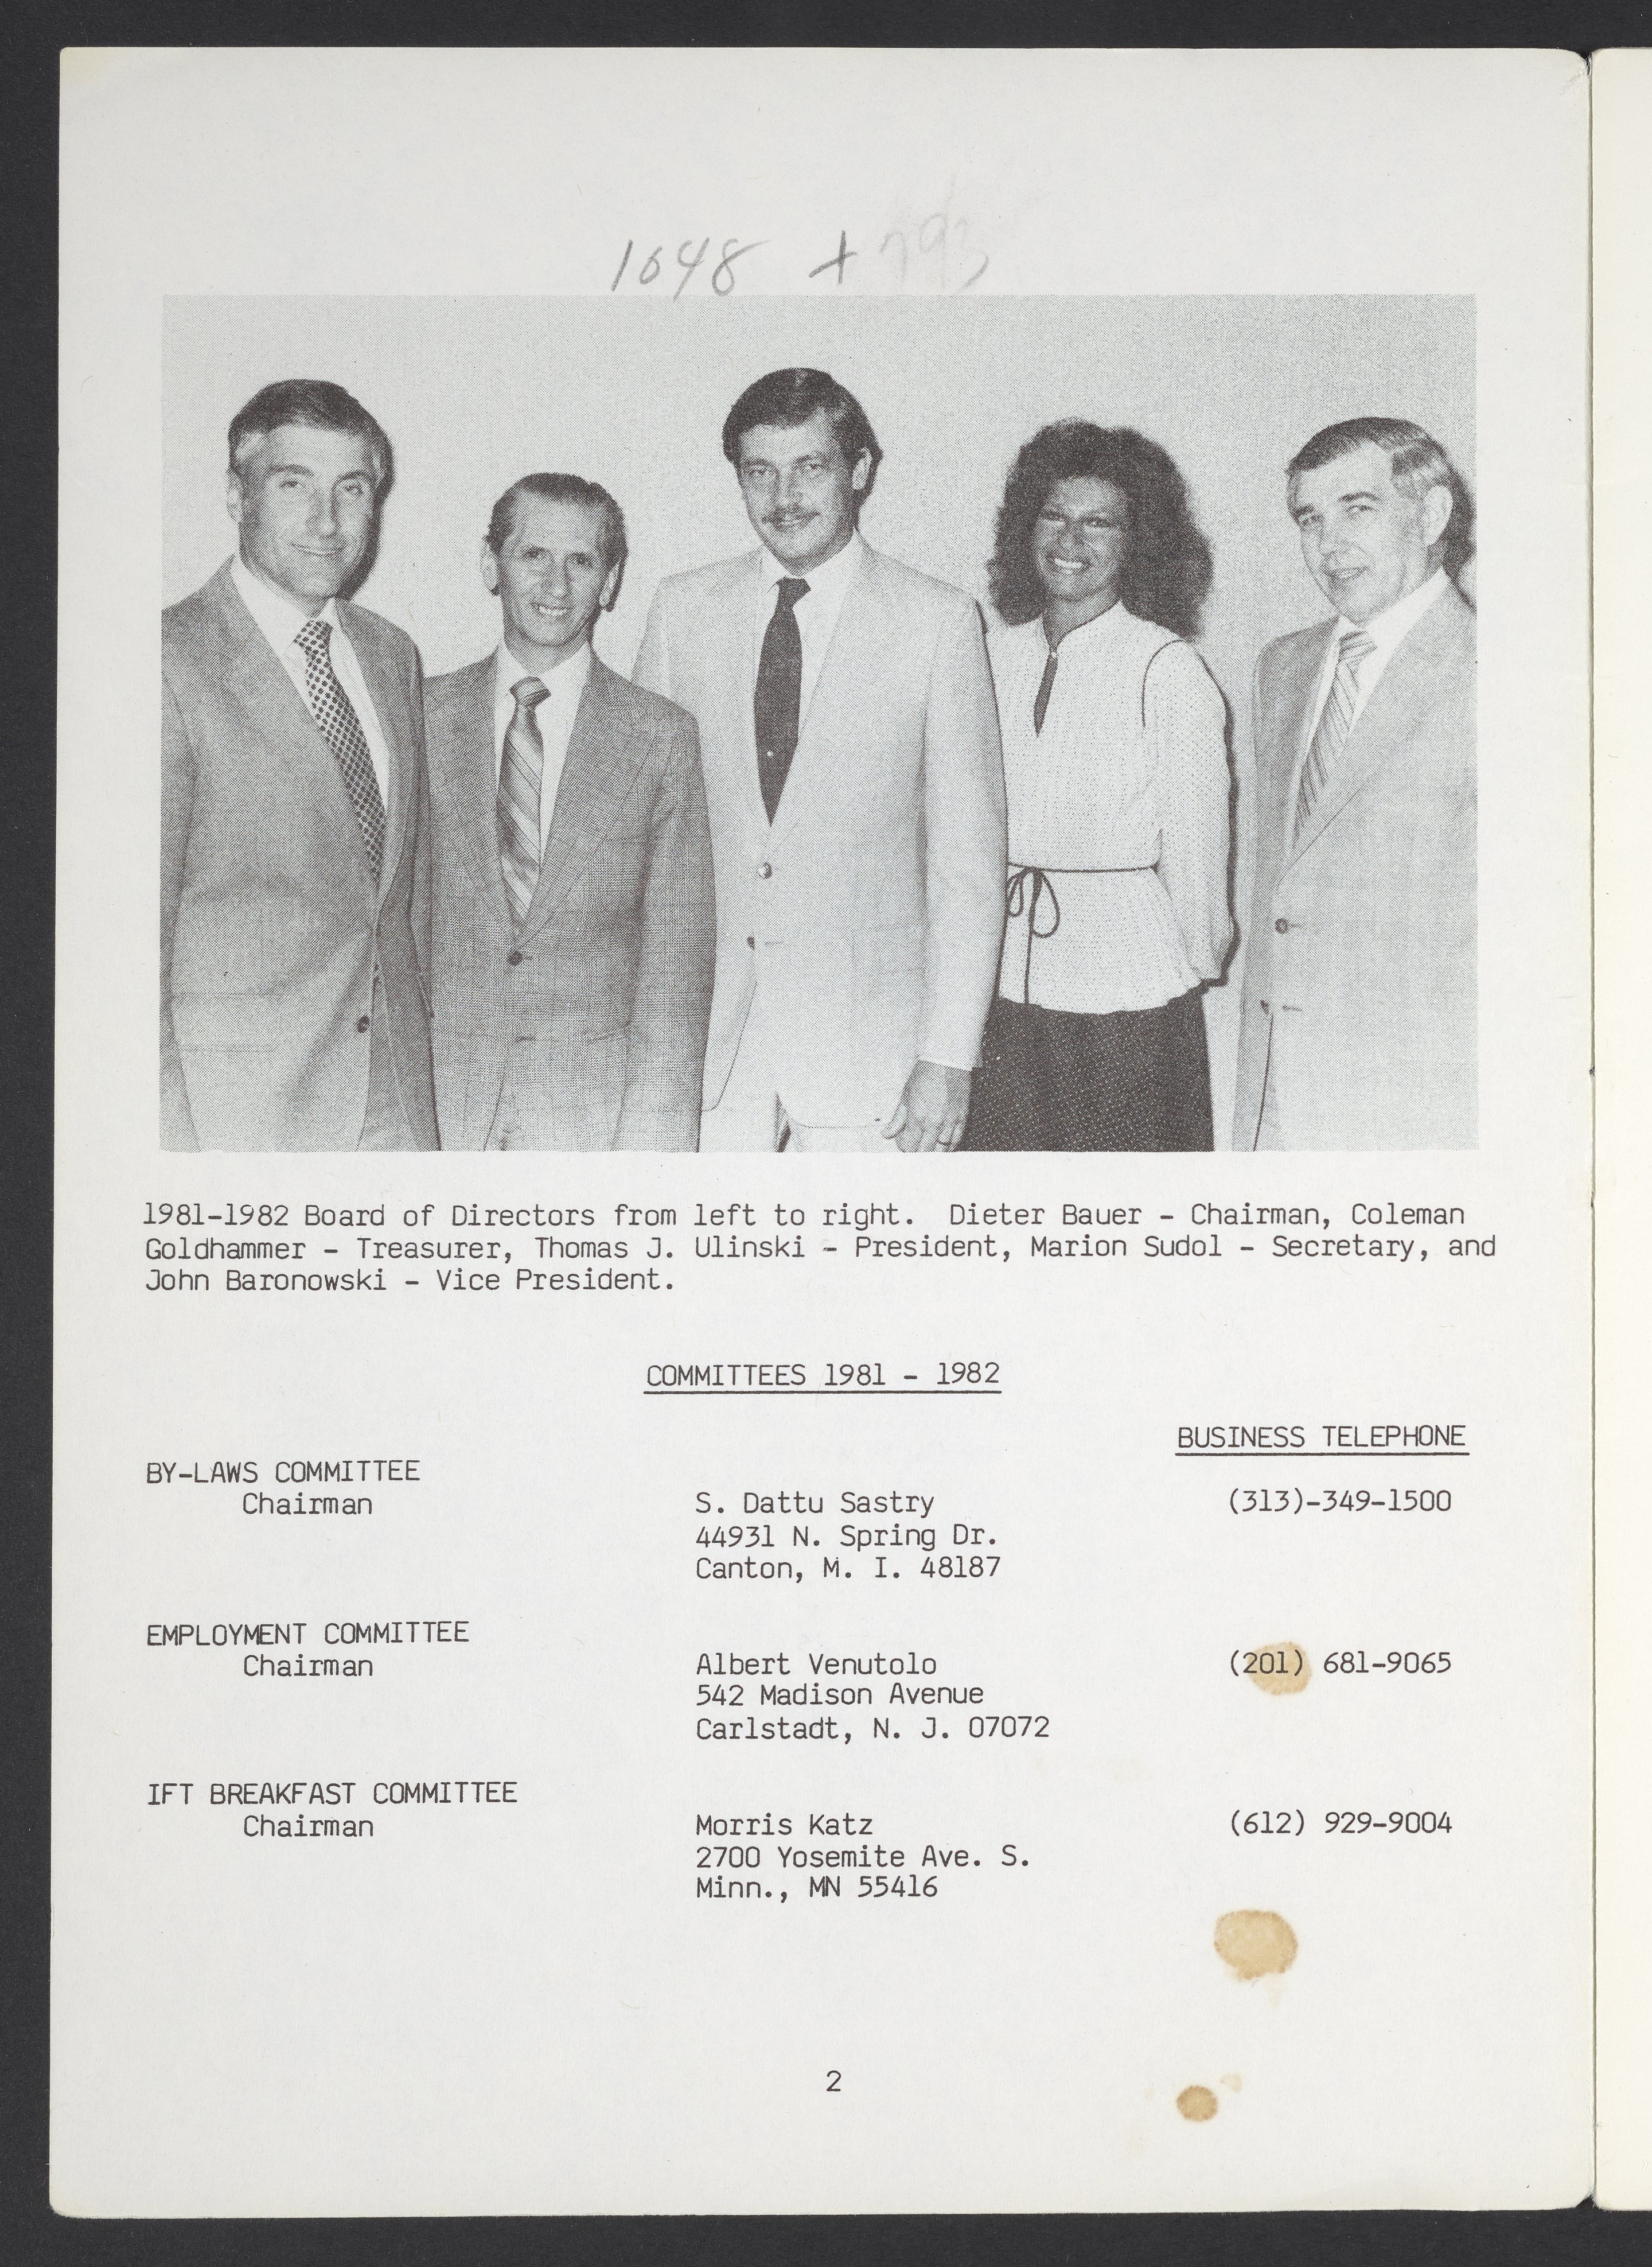 1048 +
1981-1982 Board of Directors from left to right. Dieter Bauer - Chairman, Coleman
Goldhammer - Treasurer, Thomas J. Ulinski - President, Marion Sudol - Secretary, and
John Baronowski - Vice President.
COMMITTEES 1981 - 1982
BUSINESS TELEPHONE
BY-LAWS COMMITTEE
Chairman S. Dattu Sastry (313)-349-1500
44931 N. Spring Dr.
Canton, M. I. 48187
EMPLOYMENT COMMITTEE
Chairman Albert Venutolo (201) 681-9065
542 Madison Avenue
Carlstadt, N. J. 07072
IFT BREAKFAST COMMITTEE
Chairman Morris Katz (612) 929-9004
2700 Yosemite Ave. S.
Minn., MN 55416
2